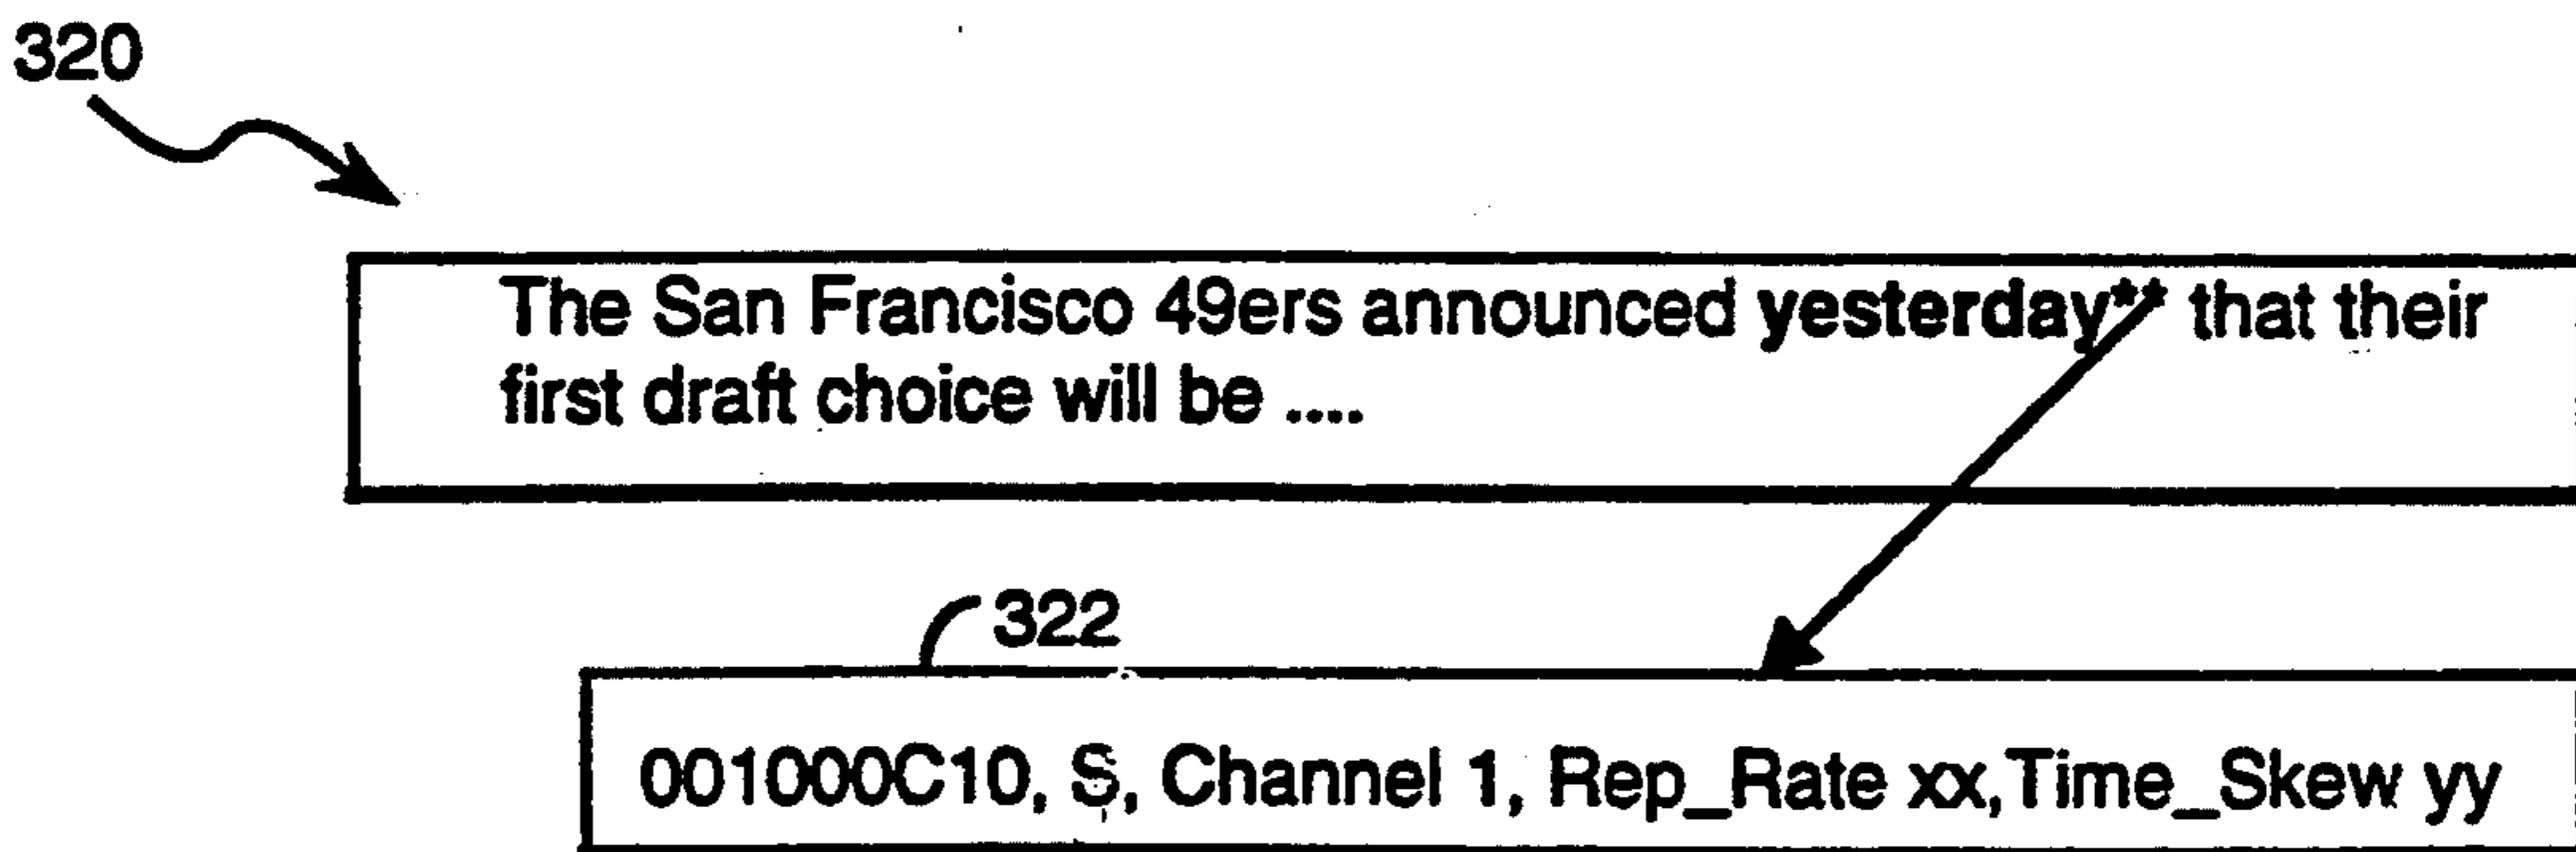 320
The San Francisco 49ers announced yesterday** that their
first draft choice will be ....
322
001000C10, S, Channel 1, Rep_Rate xx,Time_Skew yy